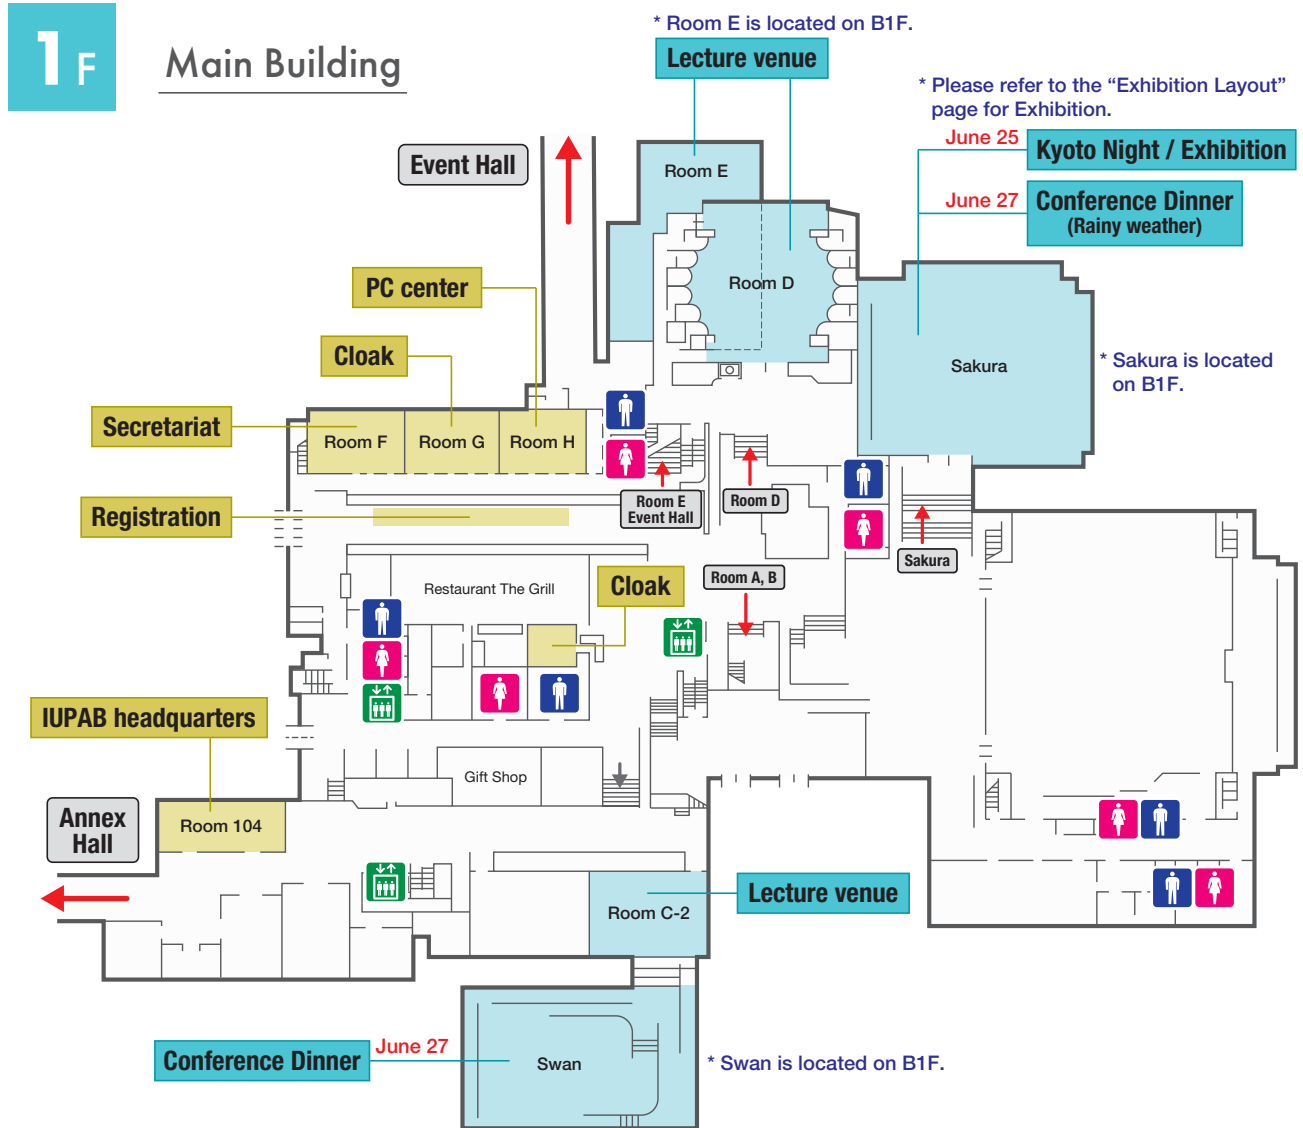 1F
Main Building
* Room E is located on B1F.
Lecture venue
* Please refer to the “Exhibition Layout”
page for Exhibition.
June 25
Kyoto Night / Exhibition
June 27
Conference Dinner
(Rainy weather)
Event Hall
Room E
Room D
PC center
Cloak
Sakura
* Sakura is located
on B1F.
Secretariat
Room F
Room G
Room H
Registration
Room E
Event Hall
Room D
Sakura
Restaurant The Grill
Cloak
Room A, B
IUPAB headquarters
Gift Shop
Annex
Hall
Room 104
Lecture venue
Room C-2
Conference Dinner
June 27
Swan
* Swan is located on B1F.